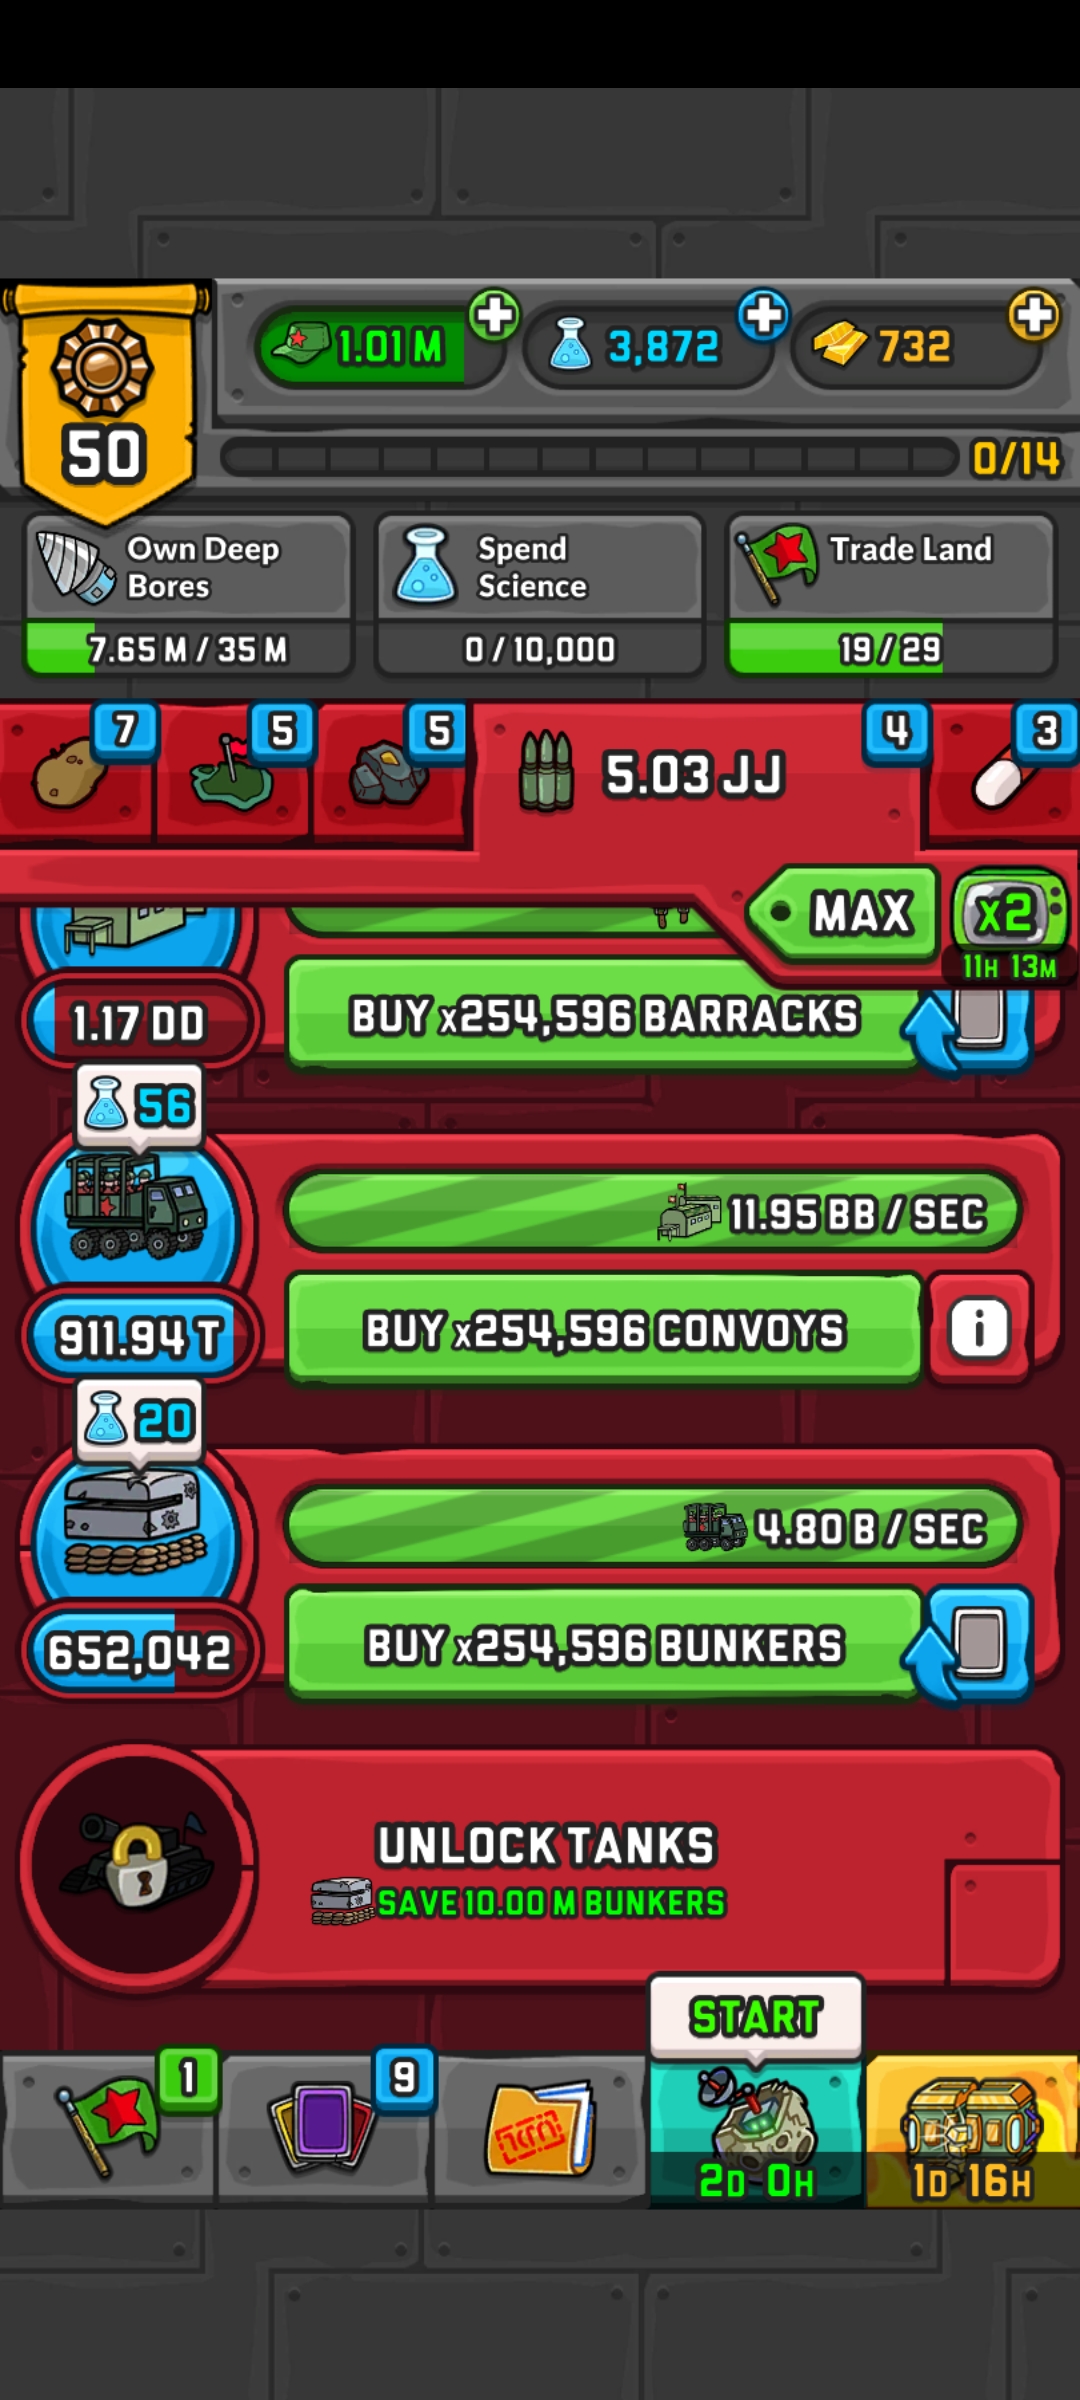 1.01 M
3,872
732
50
0/14
Own Deep
Bores
7.65 M / 35 M
Spend
Science
0 / 10,000
Trade Land
19 / 29
7
5
5
5.03 JJ
4
3
MAX
x2
11H 13M
1.17 DD
BUY x254,596 BARRACKS
56
11.95 BB / SEC
911.94 T
BUY x254,596 CONVOYS
i
20
4.80 B / SEC
652,042
BUY x254,596 BUNKERS
UNLOCK TANKS
SAVE 10.00 M BUNKERS
START
1
9
2D 0H
1D 16H